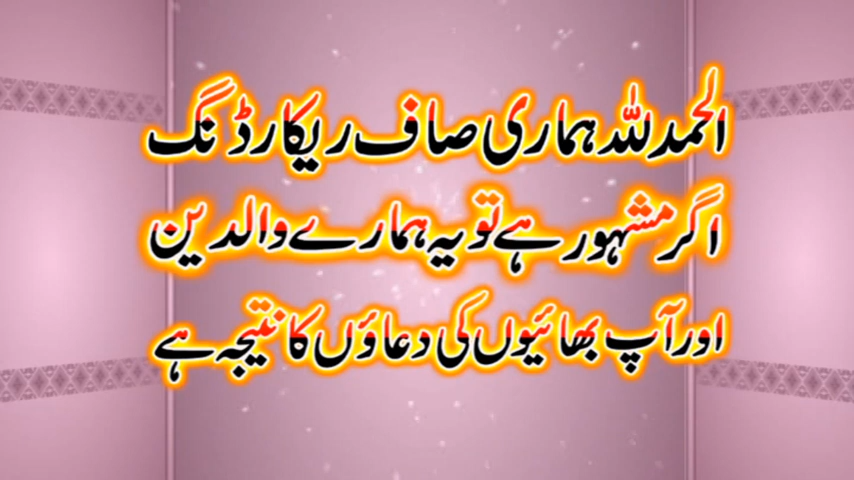 الحمدللہ ہماری صاف ریکارڈنگ
اگر مشہور ہے تو یہ ہمارے والدین
اور آپ بھائیوں کی دعاؤں کا نتیجہ ہے